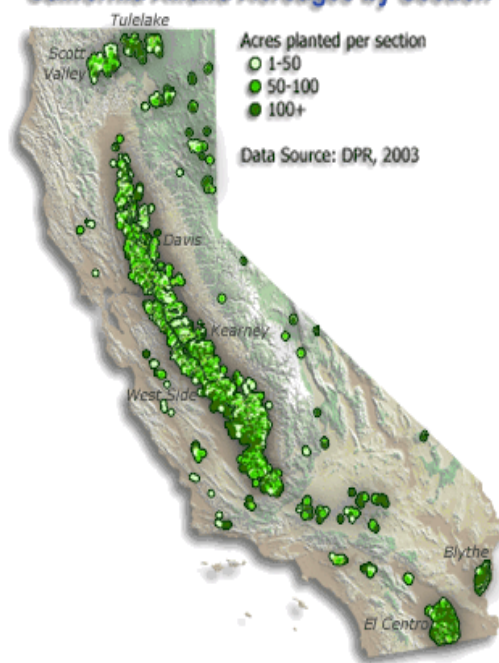 Tulelake
Scott
Valley
Acres planted per section
1-50
50-100
100+
Data Source: DPR, 2003
Davis
Kearney
West Side
Blythe
El Centro